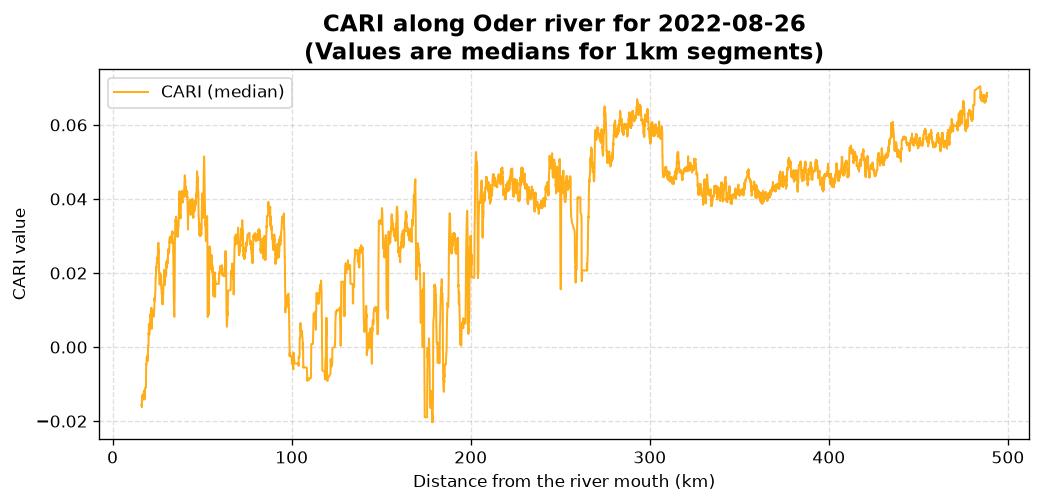 CARI along Oder river for 2022-08-26
(Values are medians for 1km segments)
CARI (median)
CARI value
0.06
0.04
0.02
0.00
−0.02
0 100 200 300 400 500
Distance from the river mouth (km)